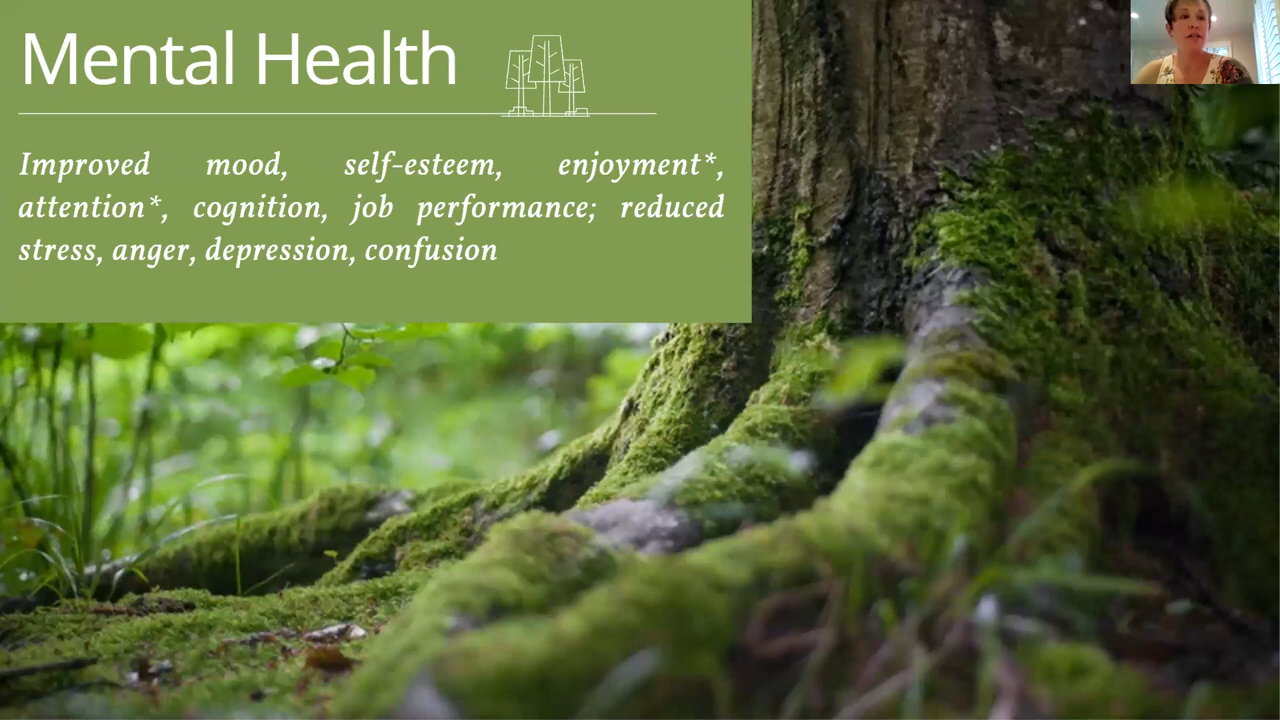 Mental Health
Improved mood, self-esteem, enjoyment*,
attention*, cognition, job performance; reduced
stress, anger, depression, confusion